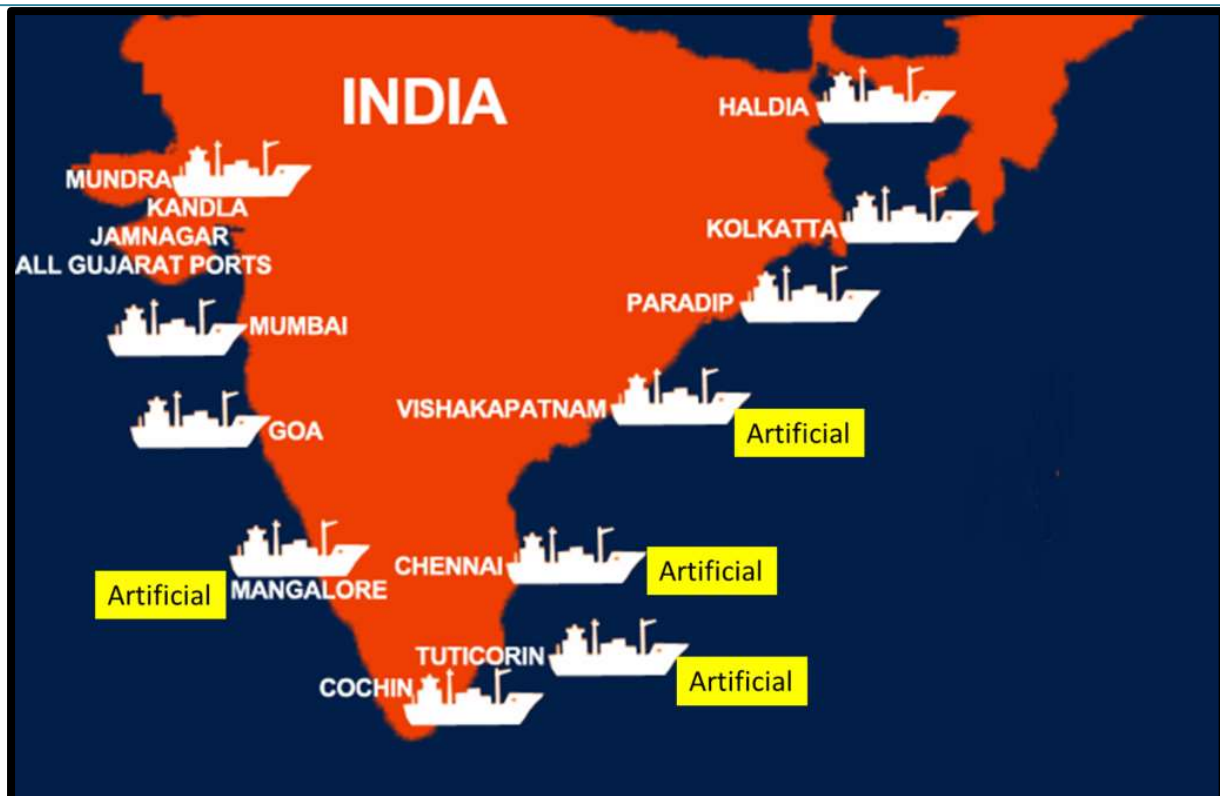 INDIA
HALDIA
MUNDRA
KANDLA
JAMNAGAR
ALL GUJARAT PORTS
KOLKATTA
PARADIP
MUMBAI
VISHAKAPATNAM
Artificial
GOA
CHENNAI
Artificial
Artificial
MANGALORE
TUTICORIN
Artificial
COCHIN